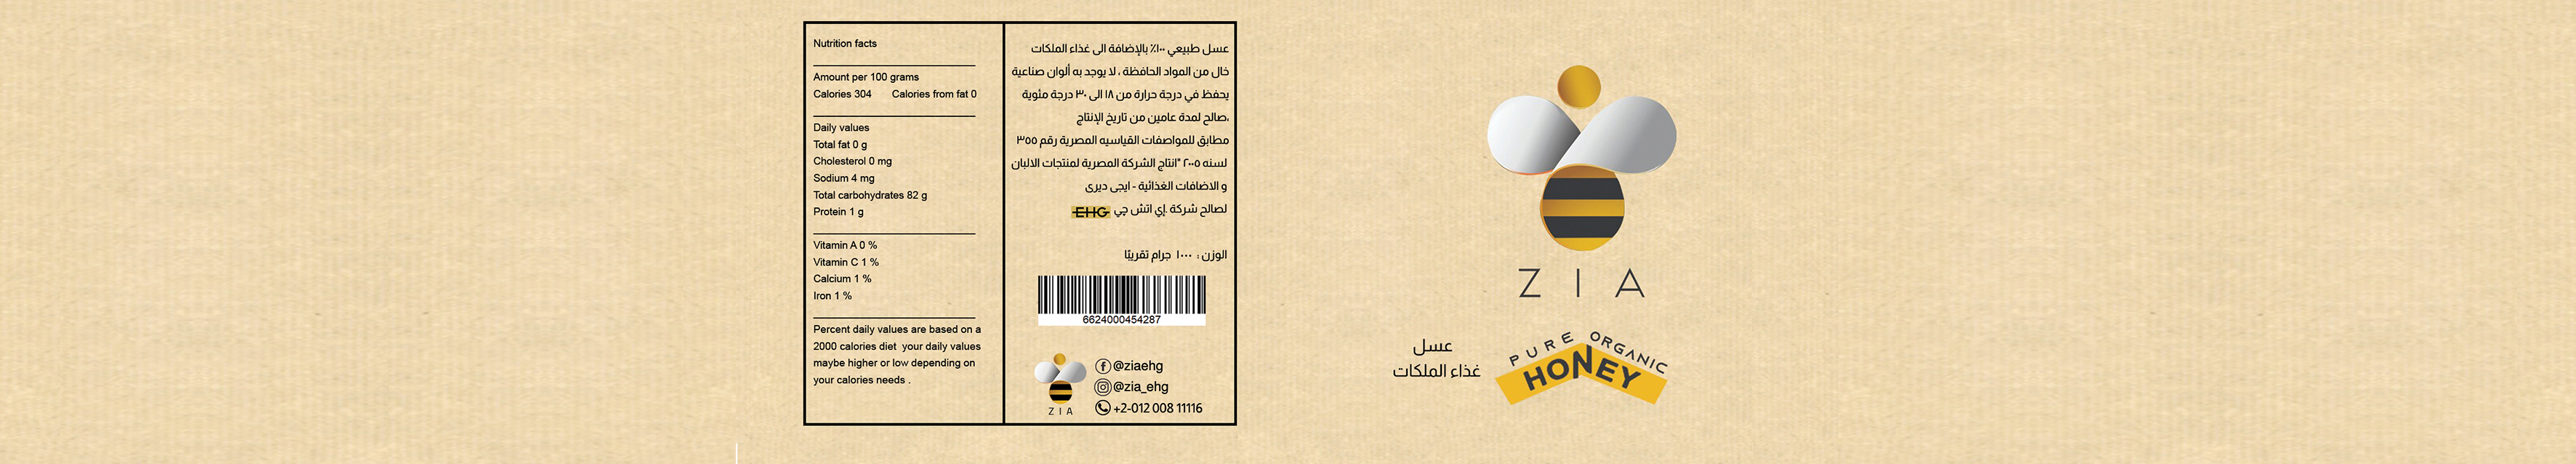 Nutrition facts
Amount per 100 grams
Calories 304 Calories from fat 0
Daily values
Total fat 0 g
Cholesterol 0 mg
Sodium 4 mg
Total carbohydrates 82 g
Protein 1 g
Vitamin A 0 %
Vitamin C 1 %
Calcium 1 %
Iron 1 %
Percent daily values are based on a
2000 calories diet your daily values
maybe higher or low depending on
your calories needs .
عسل طبيعي ١٠٠٪ بالإضافة الى غذاء الملكات
خال من المواد الحافظة ، لا يوجد به ألوان صناعية
يحفظ في درجة حرارة من ١٨ الى ٣٠ درجة مئوية
،صالح لمدة عامين من تاريخ الإنتاج
مطابق للمواصفات القياسيه المصرية رقم ٣٥٥
لسنه ٢٠٠٥ "انتاج الشركة المصرية لمنتجات الالبان
و الاضافات الغذائية - ايجى ديرى
لصالح شركة .إي اتش چي EHG
الوزن : ١٠٠٠ جرام تقريبًا
6624000454287
@ziaehg
@zia_ehg
+2-012 008 11116
ZIA
ZIA
عسل
غذاء الملكات
PURE ORGANIC
HONEY